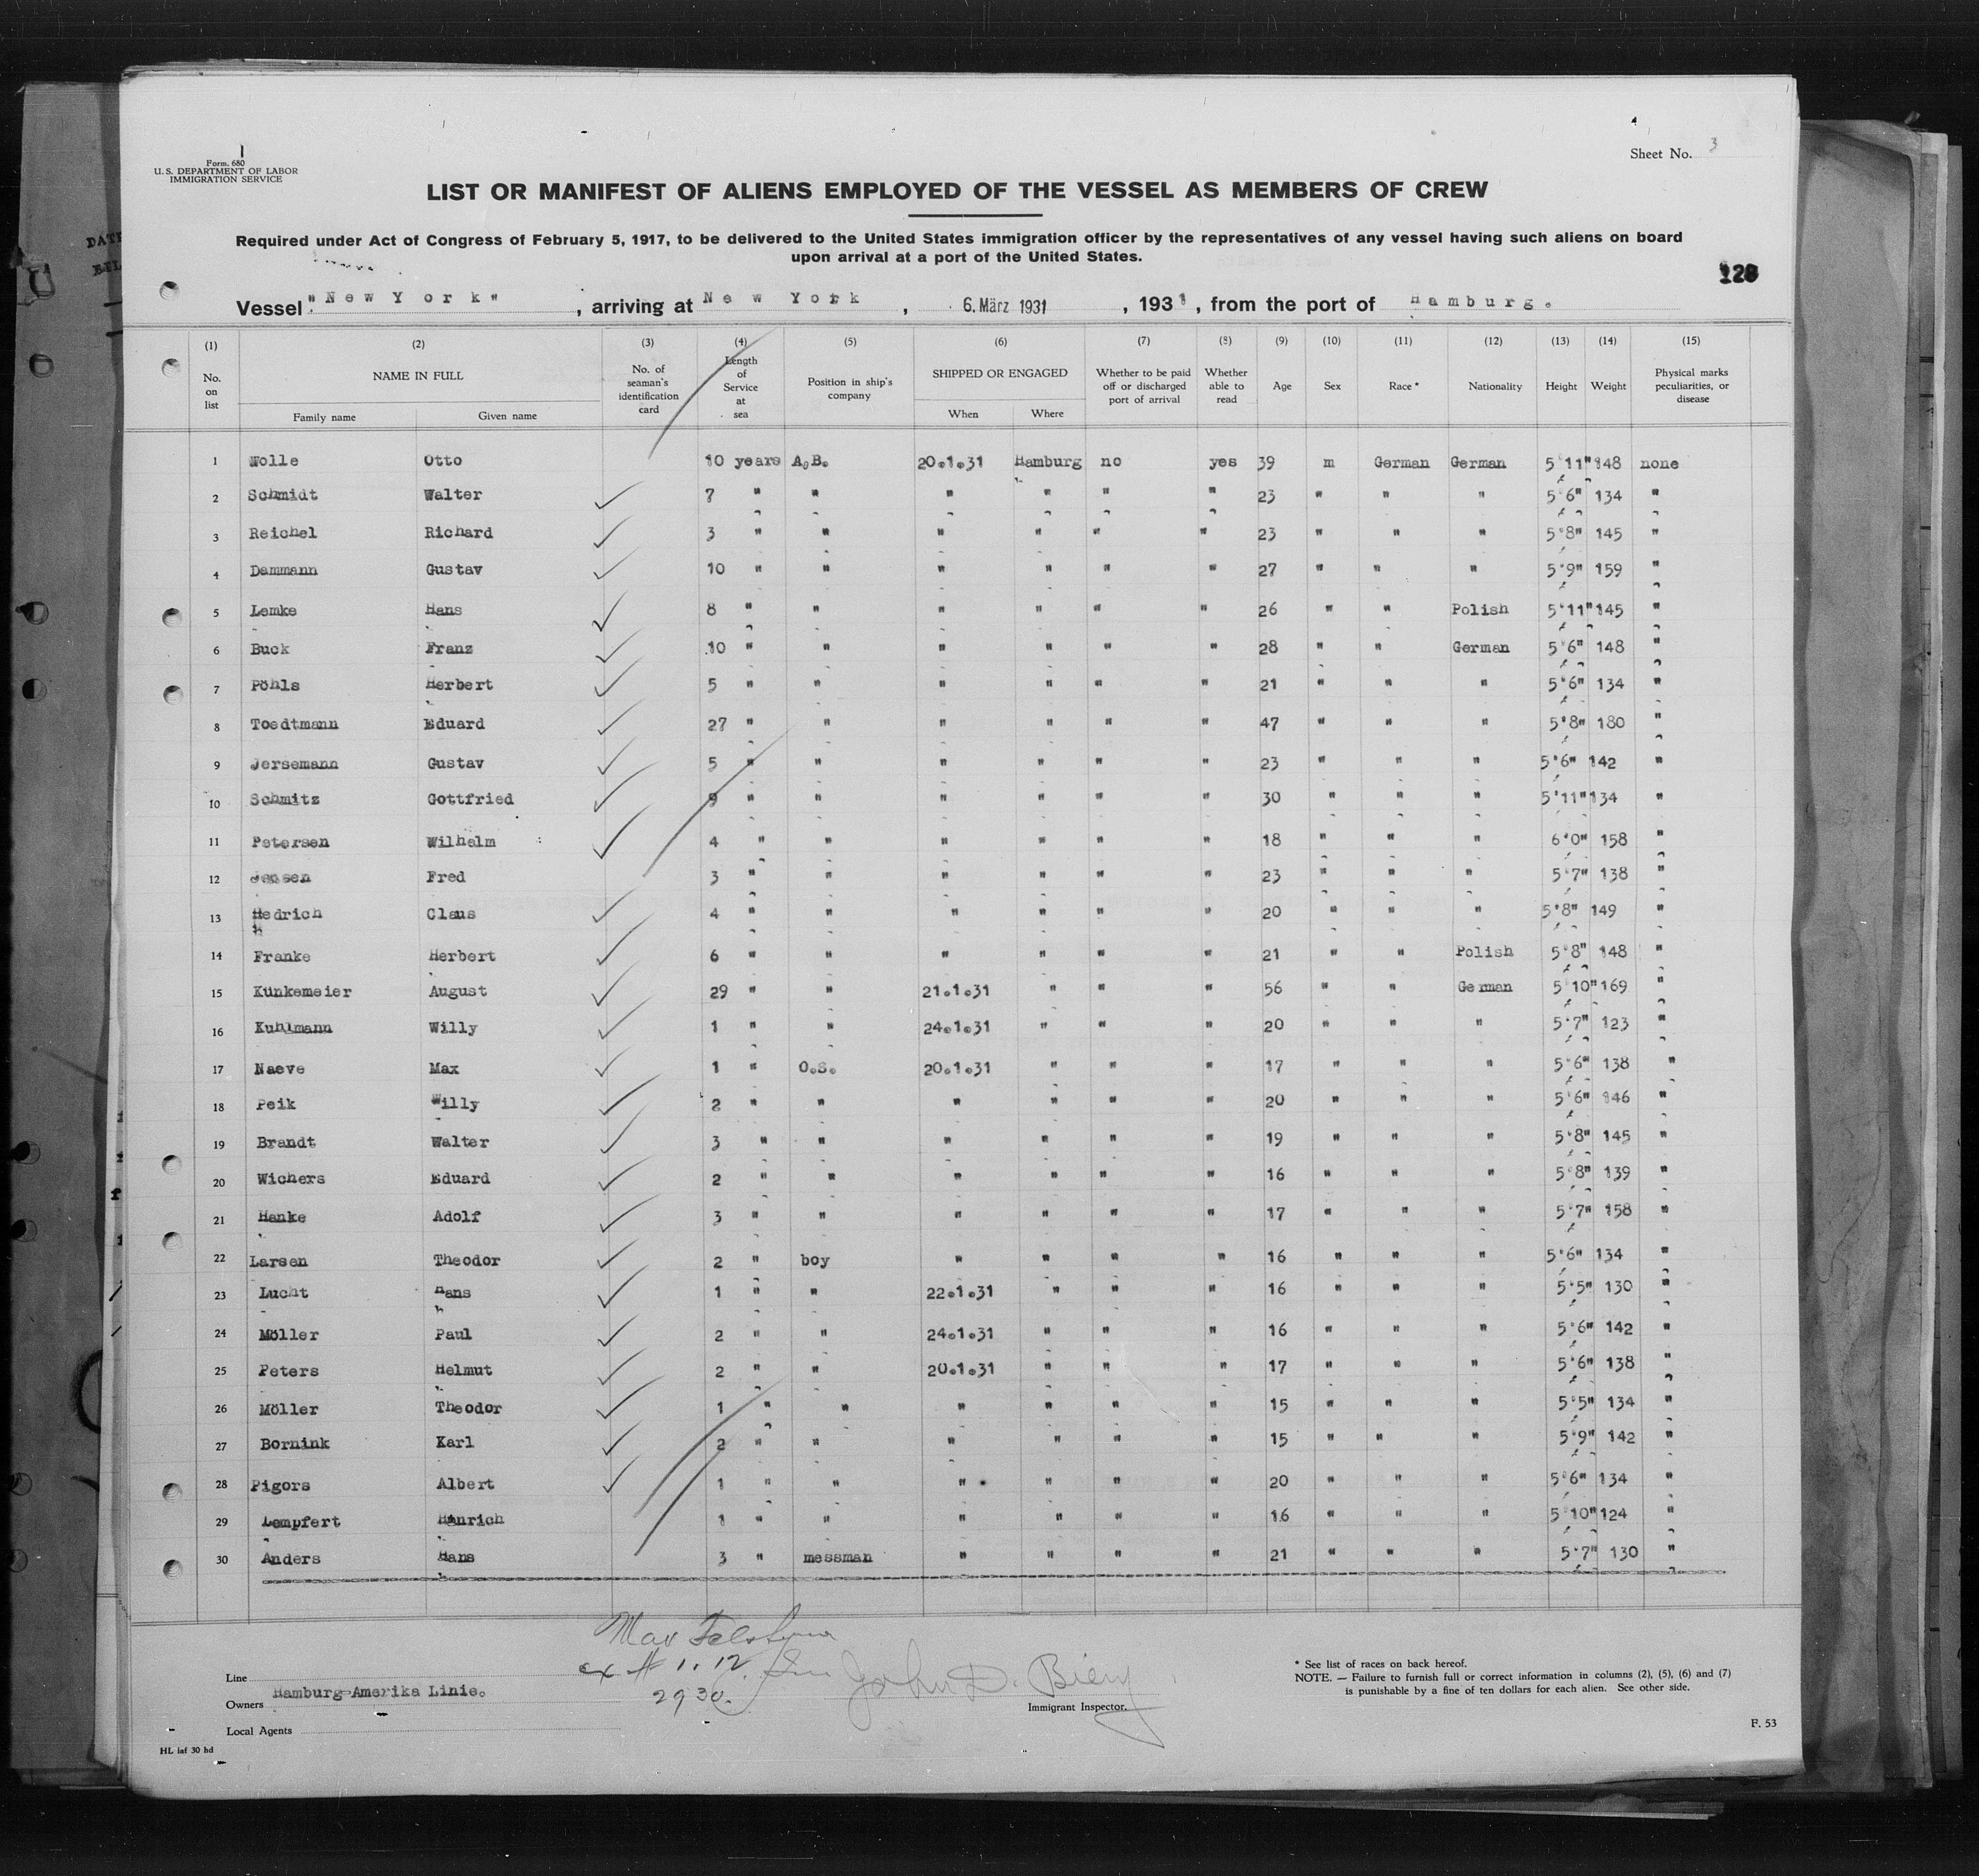 Form. 680
U. S. DEPARTMENT OF LABOR
IMMIGRATION SERVICE
Sheet No. 3
LIST OR MANIFEST OF ALIENS EMPLOYED OF THE VESSEL AS MEMBERS OF CREW
Required under Act of Congress of February 5, 1917, to be delivered to the United States immigration officer by the representatives of any vessel having such aliens on board
upon arrival at a port of the United States.
Vessel "New York" , arriving at New York , 6. März 1931 , 1931 , from the port of Hamburg.
(1) (2) (3) (4) (5) (6) (7) (8) (9) (10) (11) (12) (13) (14) (15)
No. on list NAME IN FULL No. of seaman's identification card Length of Service at sea Position in ship's company SHIPPED OR ENGAGED Whether to be paid off or discharged port of arrival Whether able to read Age Sex Race * Nationality Height Weight Physical marks peculiarities, or disease
Family name Given name When Where
1 Wolle Otto 10 years A.B. 20.1.31 Hamburg no yes 39 m German German 5'11" 148 none
2 Schmidt Walter 7 " " " " " " 23 " " " 5'6" 134 "
3 Reichel Richard 3 " " " " " " 23 " " " 5'8" 145 "
4 Dammann Gustav 10 " " " " " " 27 " " " 5'9" 159 "
5 Lemke Hans 8 " " " " " " 26 " " Polish 5'11" 145 "
6 Buck Franz 10 " " " " " " 28 " " German 5'6" 148 "
7 Pöhls Herbert 5 " " " " " " 21 " " " 5'6" 134 "
8 Toedtmann Eduard 27 " " " " " " 47 " " " 5'8" 180 "
9 Jersemann Gustav 5 " " " " " " 23 " " " 5'6" 142 "
10 Schmitz Gottfried 9 " " " " " " 30 " " " 5'11" 134 "
11 Petersen Wilhelm 4 " " " " " " 18 " " " 6'0" 158 "
12 Jensen Fred 3 " " " " " " 23 " " " 5'7" 138 "
13 Hedrich Claus 4 " " " " " " 20 " " " 5'8" 149 "
14 Franke Herbert 6 " " " " " " 21 " " Polish 5'8" 148 "
15 Kunkemeier August 29 " " 21.1.31 " " " 56 " " German 5'10" 169 "
16 Kuhlmann Willy 1 " " 24.1.31 " " " 20 " " " 5'7" 123 "
17 Naeve Max 1 " O.S. 20.1.31 " " " 17 " " " 5'6" 138 "
18 Peik Willy 2 " " " " " " 20 " " " 5'6" 146 "
19 Brandt Walter 3 " " " " " " 19 " " " 5'8" 145 "
20 Wichers Eduard 2 " " " " " " 16 " " " 5'8" 139 "
21 Hanke Adolf 3 " " " " " " 17 " " " 5'7" 158 "
22 Larsen Theodor 2 " boy " " " " 16 " " " 5'6" 134 "
23 Lucht Hans 1 " " 22.1.31 " " " 16 " " " 5'5" 130 "
24 Möller Paul 2 " " 24.1.31 " " " 16 " " " 5'6" 142 "
25 Peters Helmut 2 " " 20.1.31 " " " 17 " " " 5'6" 138 "
26 Möller Theodor 1 " " " " " " 15 " " " 5'5" 134 "
27 Bornink Karl 2 " " " " " " 15 " " " 5'9" 142 "
28 Pigors Albert 1 " " " " " " 20 " " " 5'6" 134 "
29 Lempfert Hinrich 1 " " " " " " 16 " " " 5'10" 124 "
30 Anders Hans 3 " messman " " " " 21 " " " 5'7" 130 "
ex # 1. 12
29 30.
John D. Biery
Immigrant Inspector.
Line
Owners Hamburg-Amerika Linie.
Local Agents
* See list of races on back hereof.
NOTE. — Failure to furnish full or correct information in columns (2), (5), (6) and (7)
is punishable by a fine of ten dollars for each alien. See other side.
F. 53
HL iaf 30 hd